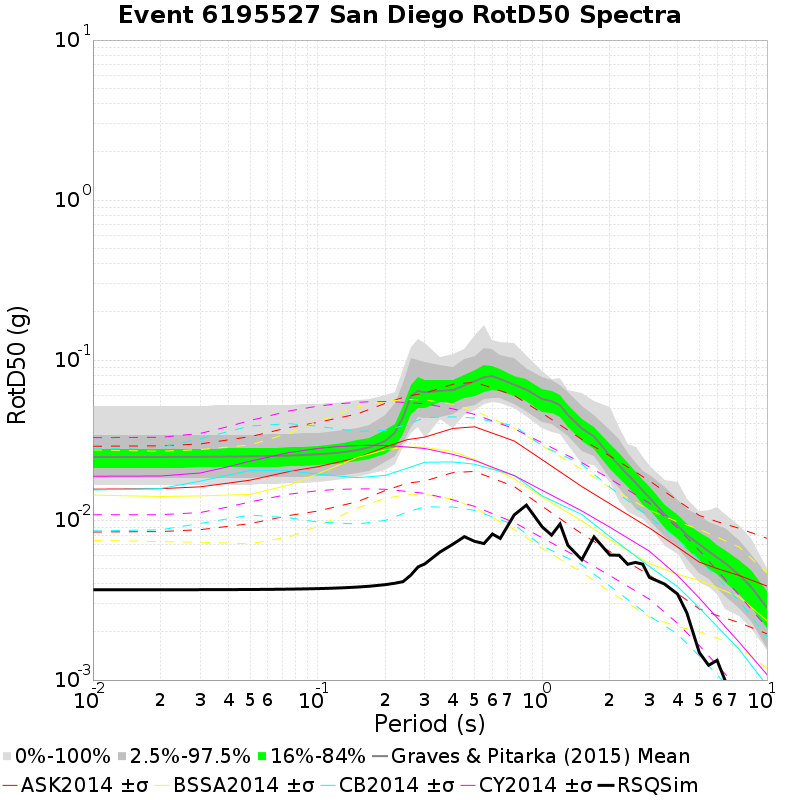 Event 6195527 San Diego RotD50 Spectra
10^1
10^0
10^-1
10^-2
10^-3
RotD50 (g)
10^-2 2 3 4 5 6 10^-1 2 3 4 5 6 7 10^0 2 3 4 5 6 7 10^1
Period (s)
0%-100% 2.5%-97.5% 16%-84% Graves & Pitarka (2015) Mean
ASK2014 ±σ BSSA2014 ±σ CB2014 ±σ CY2014 ±σ RSQSim